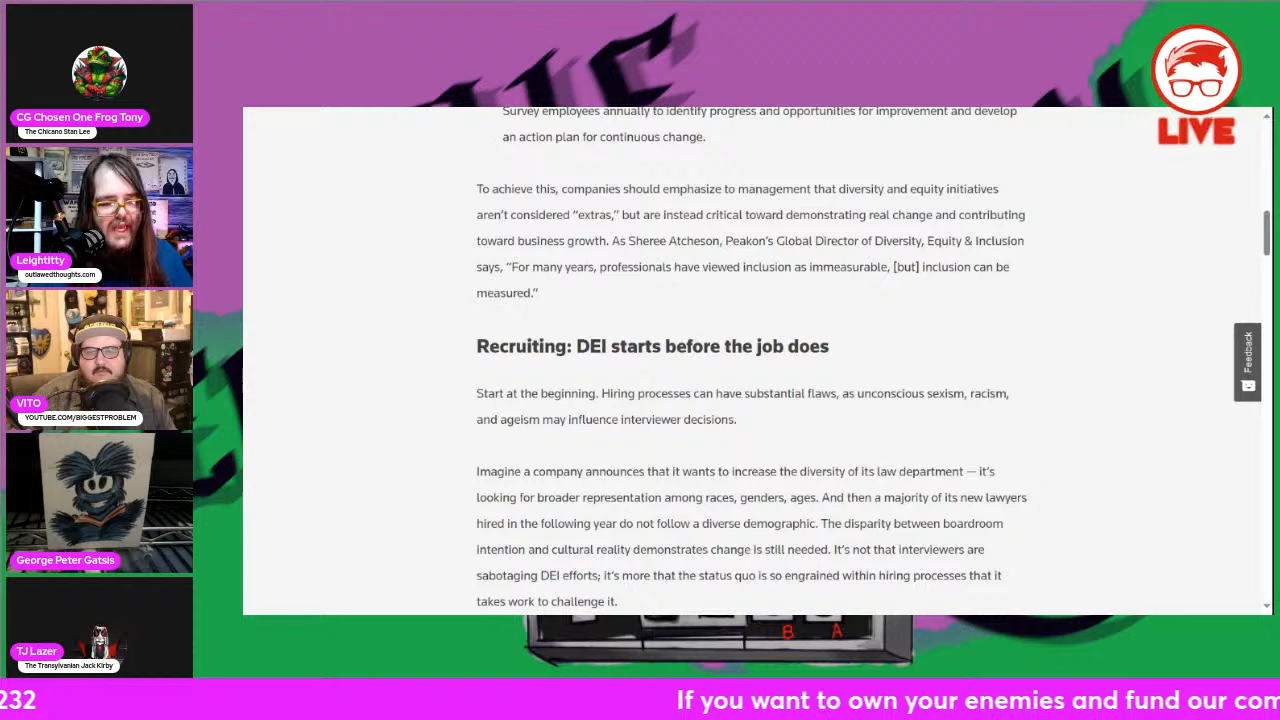 CG Chosen One Frog Tony
The Chicano Stan Lee
Leightitty
outlawedthoughts.com
VITO
YOUTUBE.COM/BIGGESTPROBLEM
George Peter Gatsis
TJ Lazer
The Transylvanian Jack Kirby
LIVE
Survey employees annually to identify progress and opportunities for improvement and develop
an action plan for continuous change.
To achieve this, companies should emphasize to management that diversity and equity initiatives
aren't considered “extras,” but are instead critical toward demonstrating real change and contributing
toward business growth. As Sheree Atcheson, Peakon's Global Director of Diversity, Equity & Inclusion
says, “For many years, professionals have viewed inclusion as immeasurable, [but] inclusion can be
measured.”
Recruiting: DEI starts before the job does
Start at the beginning. Hiring processes can have substantial flaws, as unconscious sexism, racism,
and ageism may influence interviewer decisions.
Imagine a company announces that it wants to increase the diversity of its law department — it's
looking for broader representation among races, genders, ages. And then a majority of its new lawyers
hired in the following year do not follow a diverse demographic. The disparity between boardroom
intention and cultural reality demonstrates change is still needed. It's not that interviewers are
sabotaging DEI efforts; it's more that the status quo is so engrained within hiring processes that it
takes work to challenge it.
Feedback
B A
232
If you want to own your enemies and fund our com